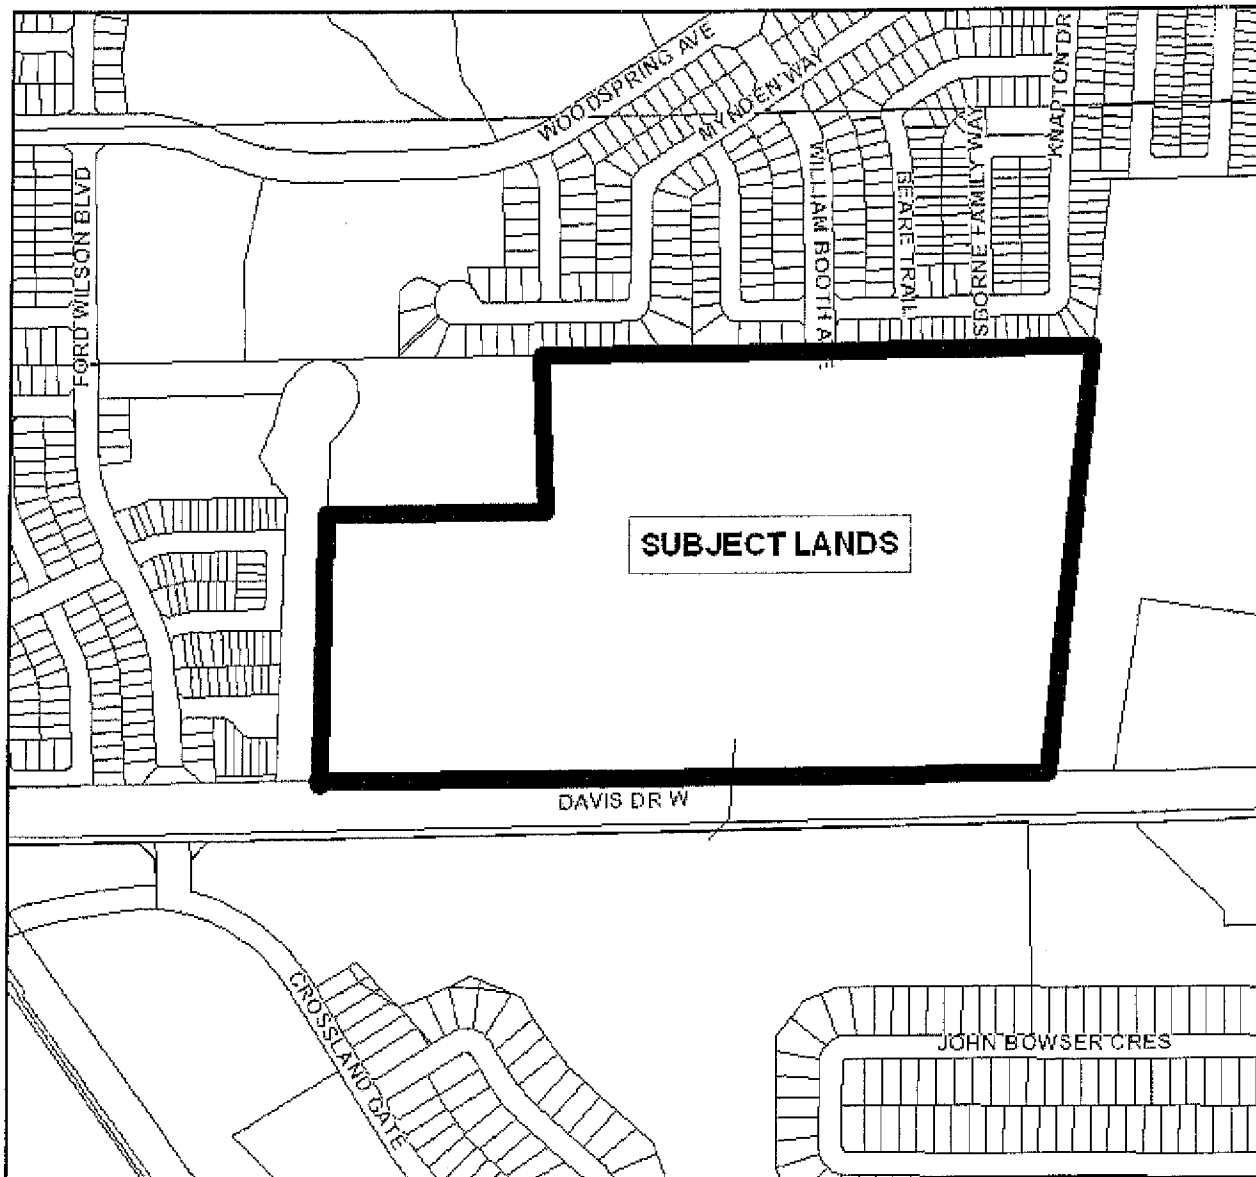 WOODSPRING AVE
MYNDEN WAY
KNAPTON DR
FORD WILSON BLVD
WILLIAM BOOTH AVE
BEARE TRAIL
SBORNE FAMILY WAY
SUBJECT LANDS
DAVIS DR W
CROSSLAND GATE
JOHN BOWSER CRES